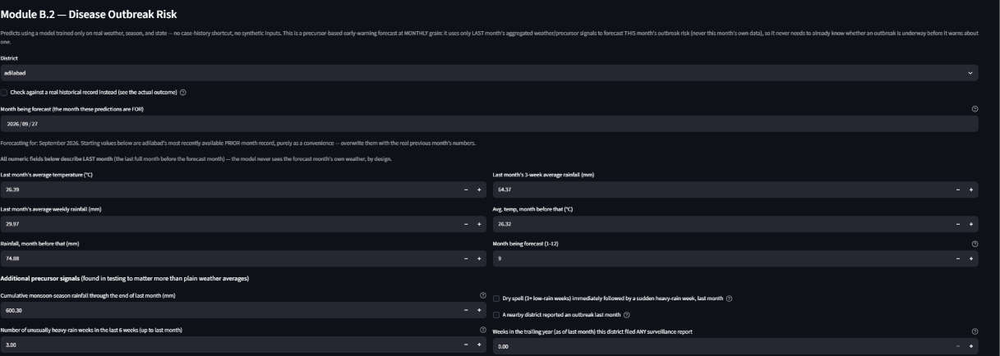 Module B.2 — Disease Outbreak Risk
Predicts using a model trained only on real weather, season, and state — no case-history shortcut, no synthetic inputs. This is a precursor-based early-warning forecast at MONTHLY grain: it uses only LAST month's aggregated weather/precursor signals to forecast THIS month's outbreak risk (never this month's own data), so it never needs to already know whether an outbreak is underway before it warns about
one.
District
adilabad
Check against a real historical record instead (see the actual outcome)
Month being forecast (the month these predictions are FOR)
2026/09/27
Forecasting for: September 2026. Starting values below are adilabad's most recently available PRIOR-month record, purely as a convenience — overwrite them with the real previous month's numbers.
All numeric fields below describe LAST month (the last full month before the forecast month) — the model never sees the forecast month's own weather, by design.
Last month's average temperature (°C)
26.39
Last month's 3-week average rainfall (mm)
64.37
Last month's average weekly rainfall (mm)
29.97
Avg. temp, month before that (°C)
26.32
Rainfall, month before that (mm)
74.88
Month being forecast (1-12)
9
Additional precursor signals (found in testing to matter more than plain weather averages)
Cumulative monsoon-season rainfall through the end of last month (mm)
600.30
Dry spell (3+ low-rain weeks) immediately followed by a sudden heavy-rain week, last month
A nearby district reported an outbreak last month
Number of unusually heavy-rain weeks in the last 6 weeks (up to last month)
3.00
Weeks in the trailing year (as of last month) this district filed ANY surveillance report
0.00